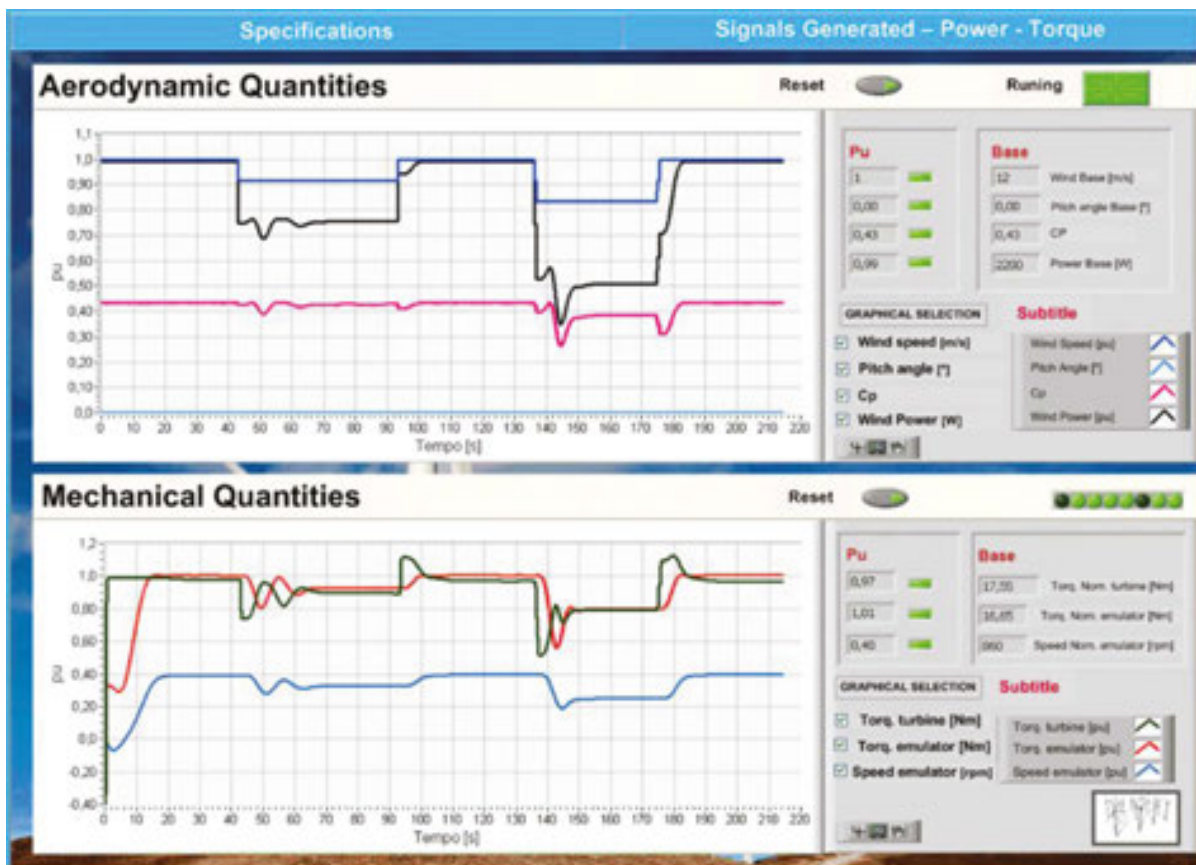 Specifications
Signals Generated – Power - Torque
Aerodynamic Quantities
Reset
Runing
1,1
1,0
0,90
0,80
0,70
0,60
pu
0,50
0,40
0,30
0,20
0,10
0,0
0 10 20 30 40 50 60 70 80 90 100 110 120 130 140 150 160 170 180 190 200 210 220
Tempo [s]
Pu
1
0,00
0,43
0,99
Base
12 Wind Base [m/s]
0,00 Pitch angle Base [°]
0,43 CP
2200 Power Base [W]
GRAPHICAL SELECTION
Wind speed [m/s]
Pitch angle [°]
Cp
Wind Power [W]
Subtitle
Wind Speed [pu]
Pitch Angle [°]
Cp
Wind Power [pu]
Mechanical Quantities
Reset
1,2
1,0
0,80
0,60
pu
0,40
0,20
0,0
-0,20
-0,40
0 10 20 30 40 50 60 70 80 90 100 110 120 130 140 150 160 170 180 190 200 210 220
Tempo [s]
Pu
0,97
1,01
0,40
Base
17,55 Torq. Nom. turbine [Nm]
16,65 Torq. Nom. emulator [Nm]
Speed Nom. emulator [rpm]
GRAPHICAL SELECTION
Torq. turbine [Nm]
Torq. emulator [Nm]
Speed emulator [rpm]
Subtitle
Torq. turbine [pu]
Torq. emulator [pu]
Speed emulator [pu]